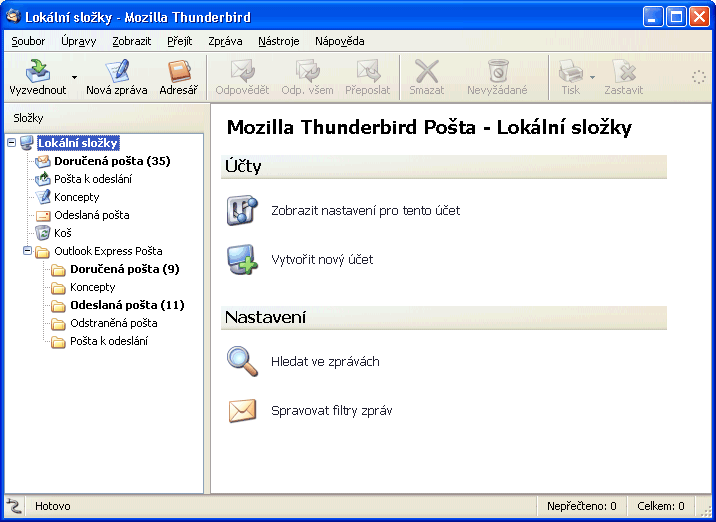 Lokální složky - Mozilla Thunderbird
Soubor Úpravy Zobrazit Přejít Zpráva Nástroje Nápověda
Vyzvednout Nová zpráva Adresář Odpovědět Odp. všem Přeposlat Smazat Nevyžádané Tisk Zastavit
Složky
Lokální složky
Doručená pošta (35)
Pošta k odeslání
Koncepty
Odeslaná pošta
Koš
Outlook Express Pošta
Doručená pošta (9)
Koncepty
Odeslaná pošta (11)
Odstraněná pošta
Pošta k odeslání
Mozilla Thunderbird Pošta - Lokální složky
Účty
Zobrazit nastavení pro tento účet
Vytvořit nový účet
Nastavení
Hledat ve zprávách
Spravovat filtry zpráv
Hotovo Nepřečteno: 0 Celkem: 0